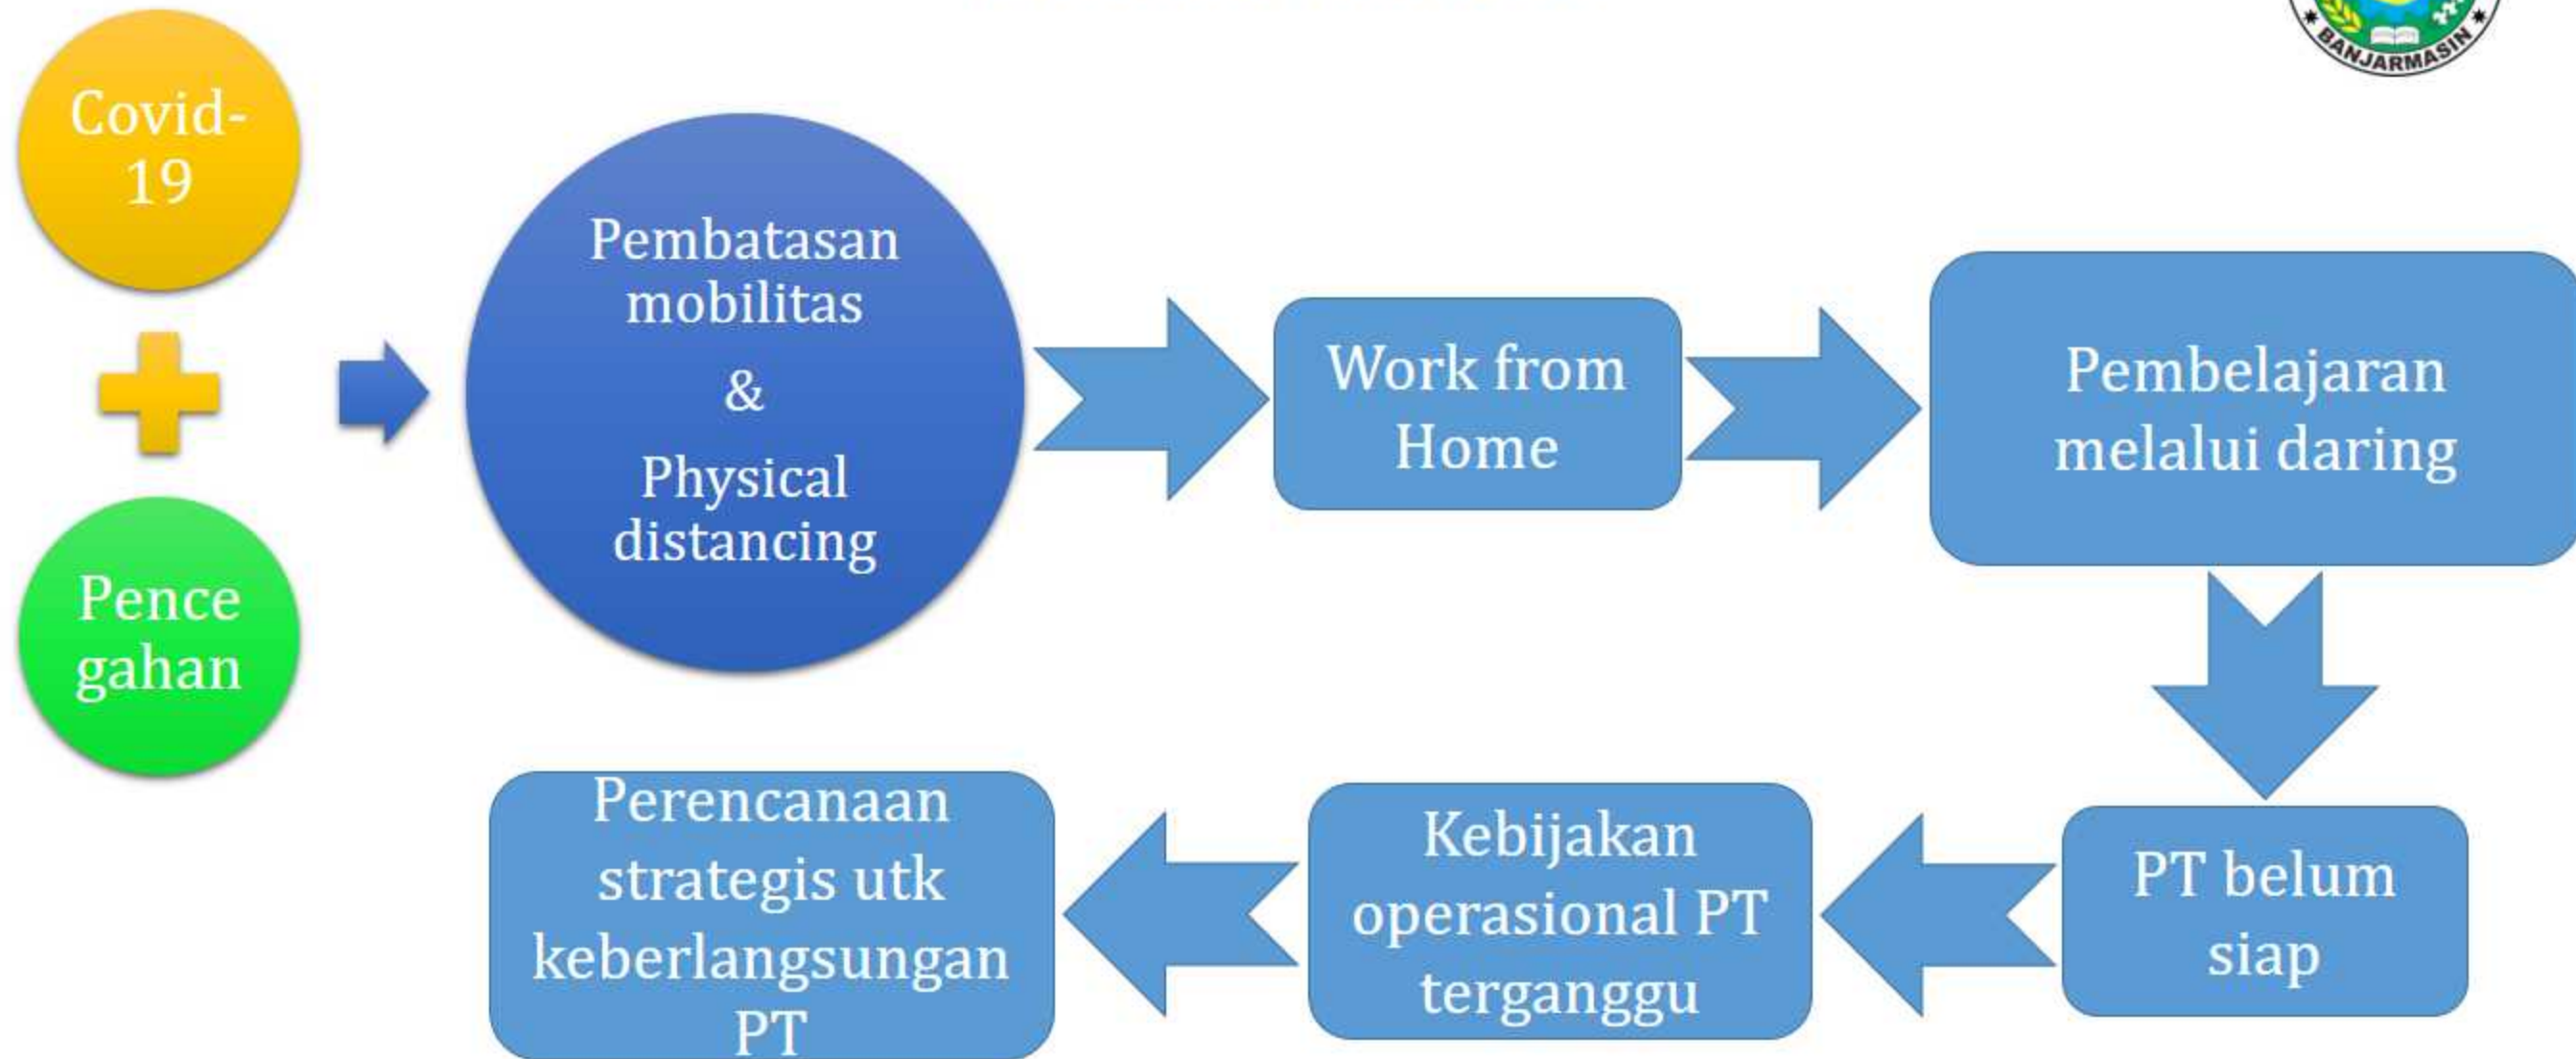 BANJARMASIN
Covid-
19
Pence
gahan
Pembatasan
mobilitas
&
Physical
distancing
Work from
Home
Pembelajaran
melalui daring
PT belum
siap
Kebijakan
operasional PT
terganggu
Perencanaan
strategis utk
keberlangsungan
PT